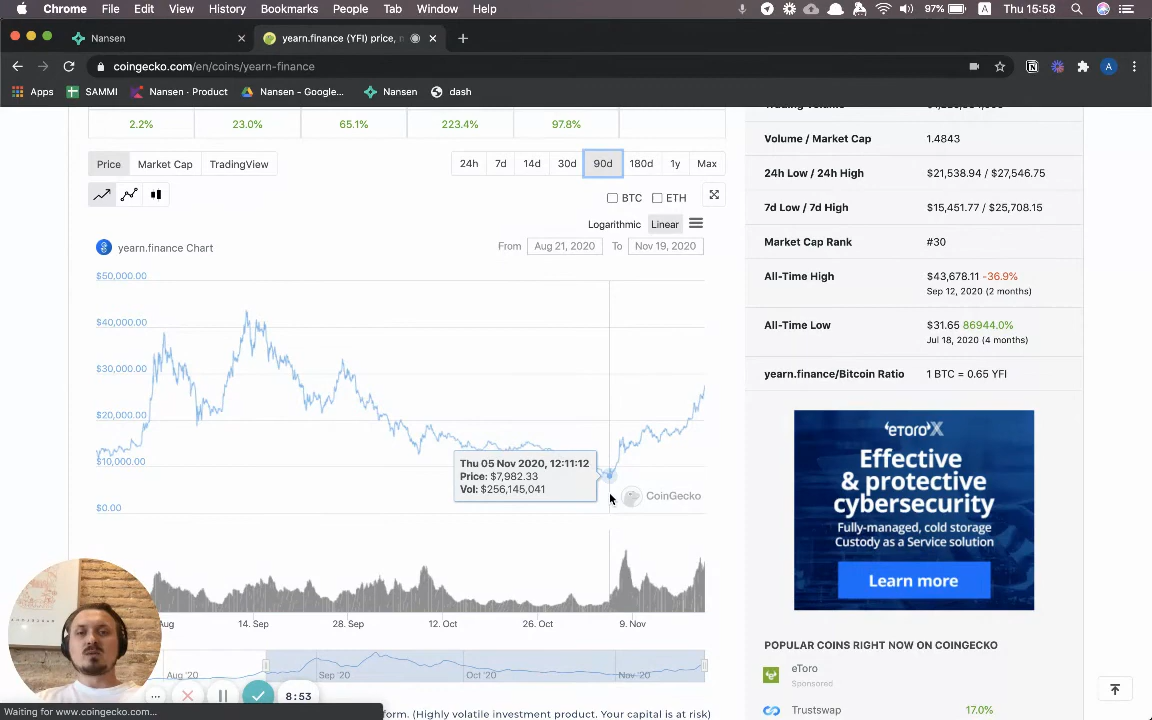 Chrome File Edit View History Bookmarks People Tab Window Help
97% A Thu 15:58
Nansen
yearn.finance (YFI) price,
coingecko.com/en/coins/yearn-finance
A
Apps SAMMI Nansen · Product Nansen - Google... Nansen dash
2.2% 23.0% 65.1% 223.4% 97.8%
Price Market Cap TradingView
24h 7d 14d 30d 90d 180d 1y Max
BTC ETH
Logarithmic Linear
yearn.finance Chart
From Aug 21, 2020 To Nov 19, 2020
$50,000.00
$40,000.00
$30,000.00
$20,000.00
$10,000.00
$0.00
Thu 05 Nov 2020, 12:11:12
Price: $7,982.33
Vol: $256,145,041
CoinGecko
Aug 14. Sep 28. Sep 12. Oct 26. Oct 9. Nov
Aug '20 Sep '20 Oct '20 Nov '20
8:53
Waiting for www.coingecko.com...
form. (Highly volatile investment product. Your capital is at risk)
Volume / Market Cap 1.4843
24h Low / 24h High $21,538.94 / $27,546.75
7d Low / 7d High $15,451.77 / $25,708.15
Market Cap Rank #30
All-Time High $43,678.11 -36.9%
Sep 12, 2020 (2 months)
All-Time Low $31.65 86944.0%
Jul 18, 2020 (4 months)
yearn.finance/Bitcoin Ratio 1 BTC = 0.65 YFI
eToroX
Effective
& protective
cybersecurity
Fully-managed, cold storage
Custody as a Service solution
Learn more
POPULAR COINS RIGHT NOW ON COINGECKO
eToro
Sponsored
Trustswap 17.0%